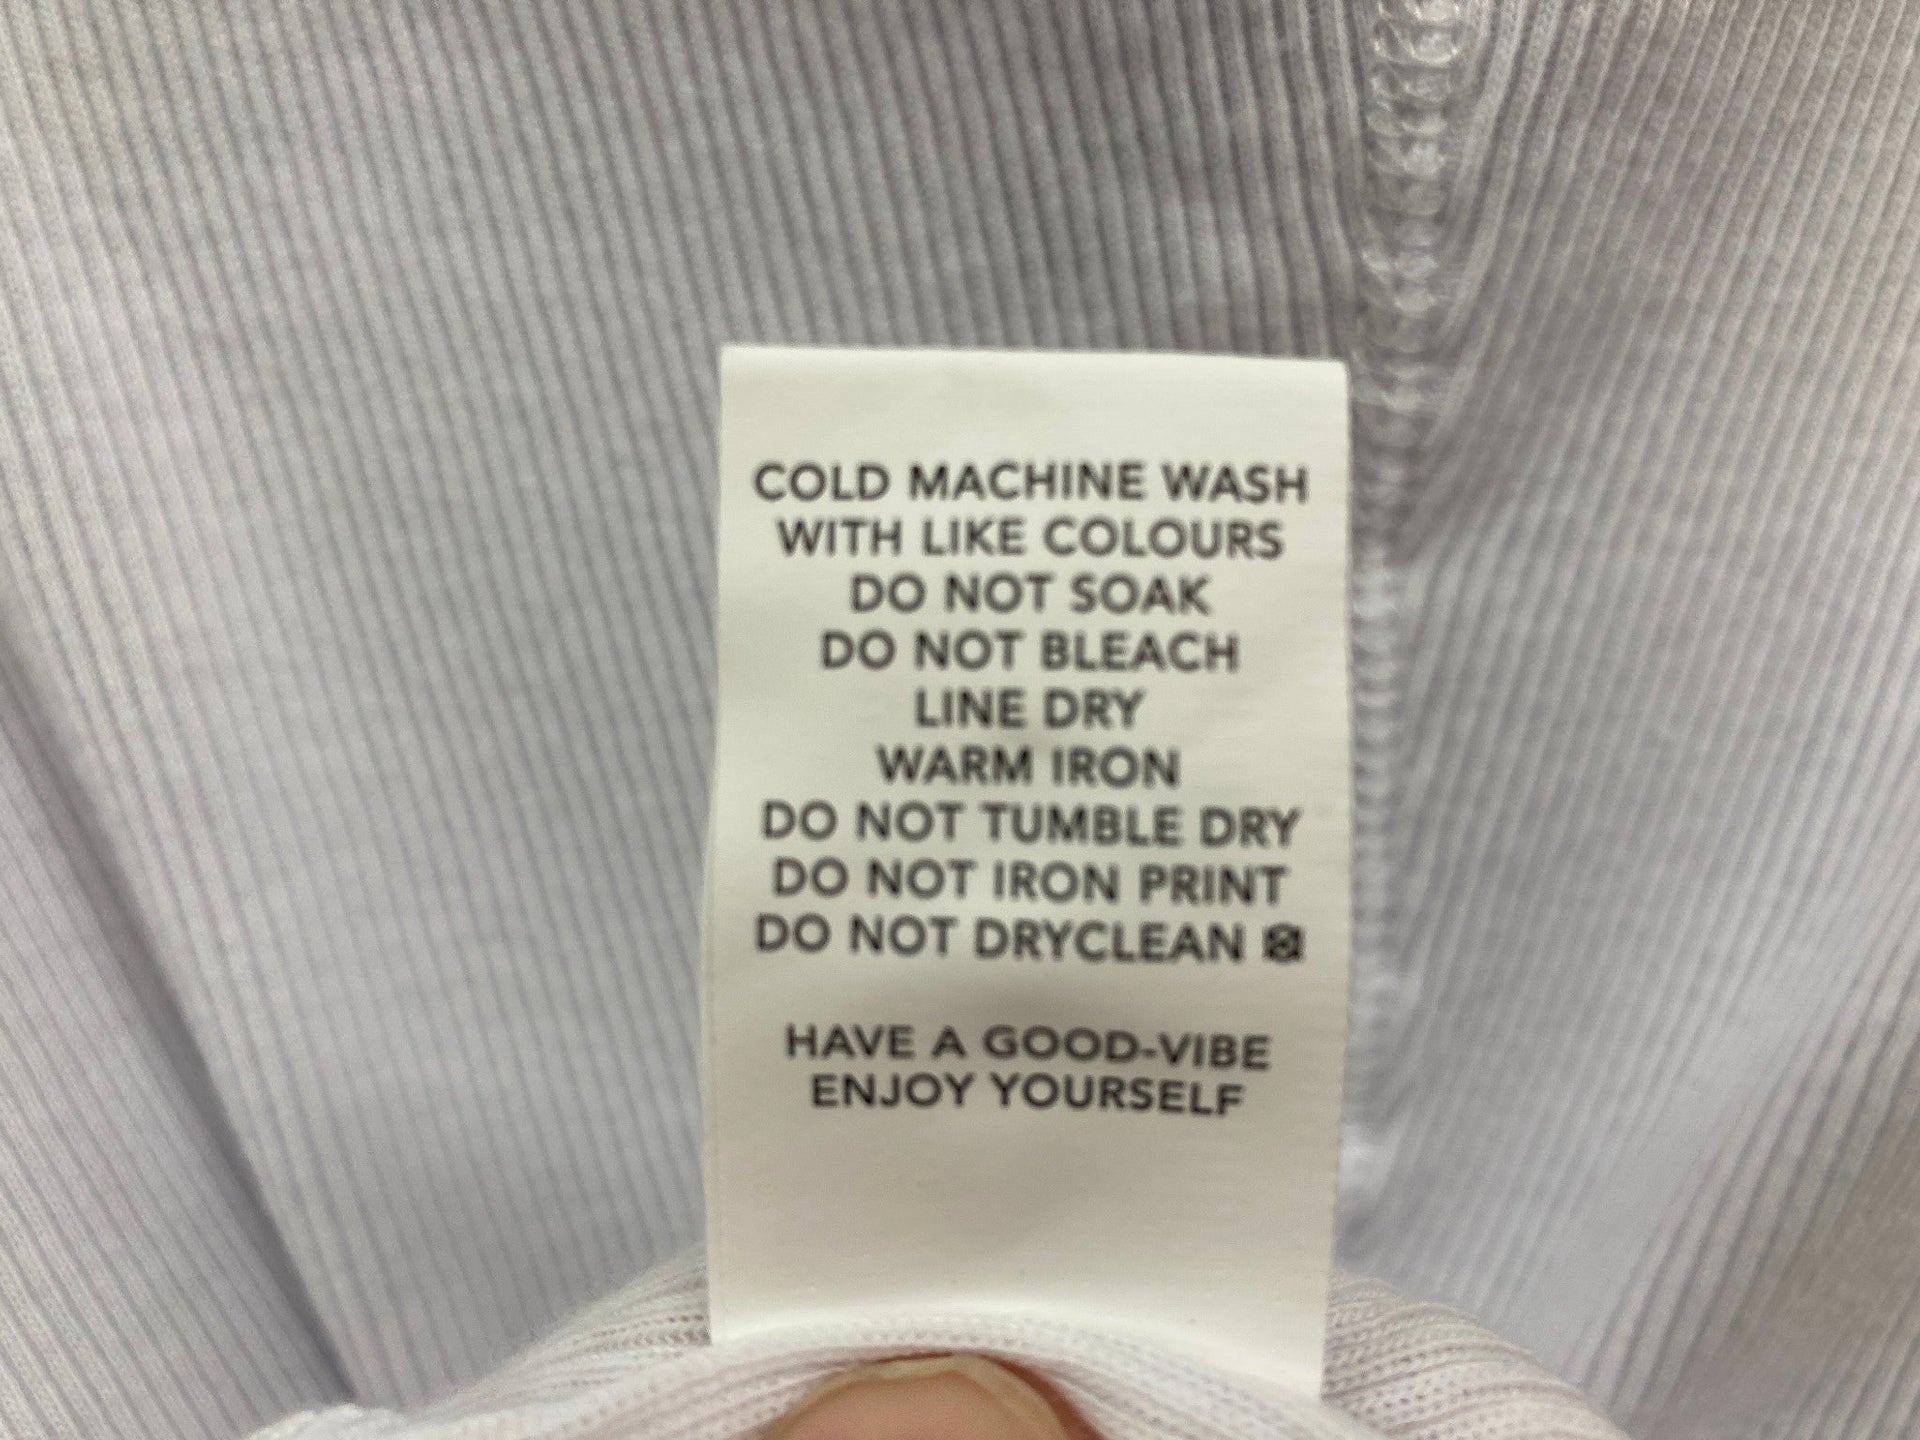 COLD MACHINE WASH
WITH LIKE COLOURS
DO NOT SOAK
DO NOT BLEACH
LINE DRY
WARM IRON
DO NOT TUMBLE DRY
DO NOT IRON PRINT
DO NOT DRYCLEAN
HAVE A GOOD-VIBE
ENJOY YOURSELF